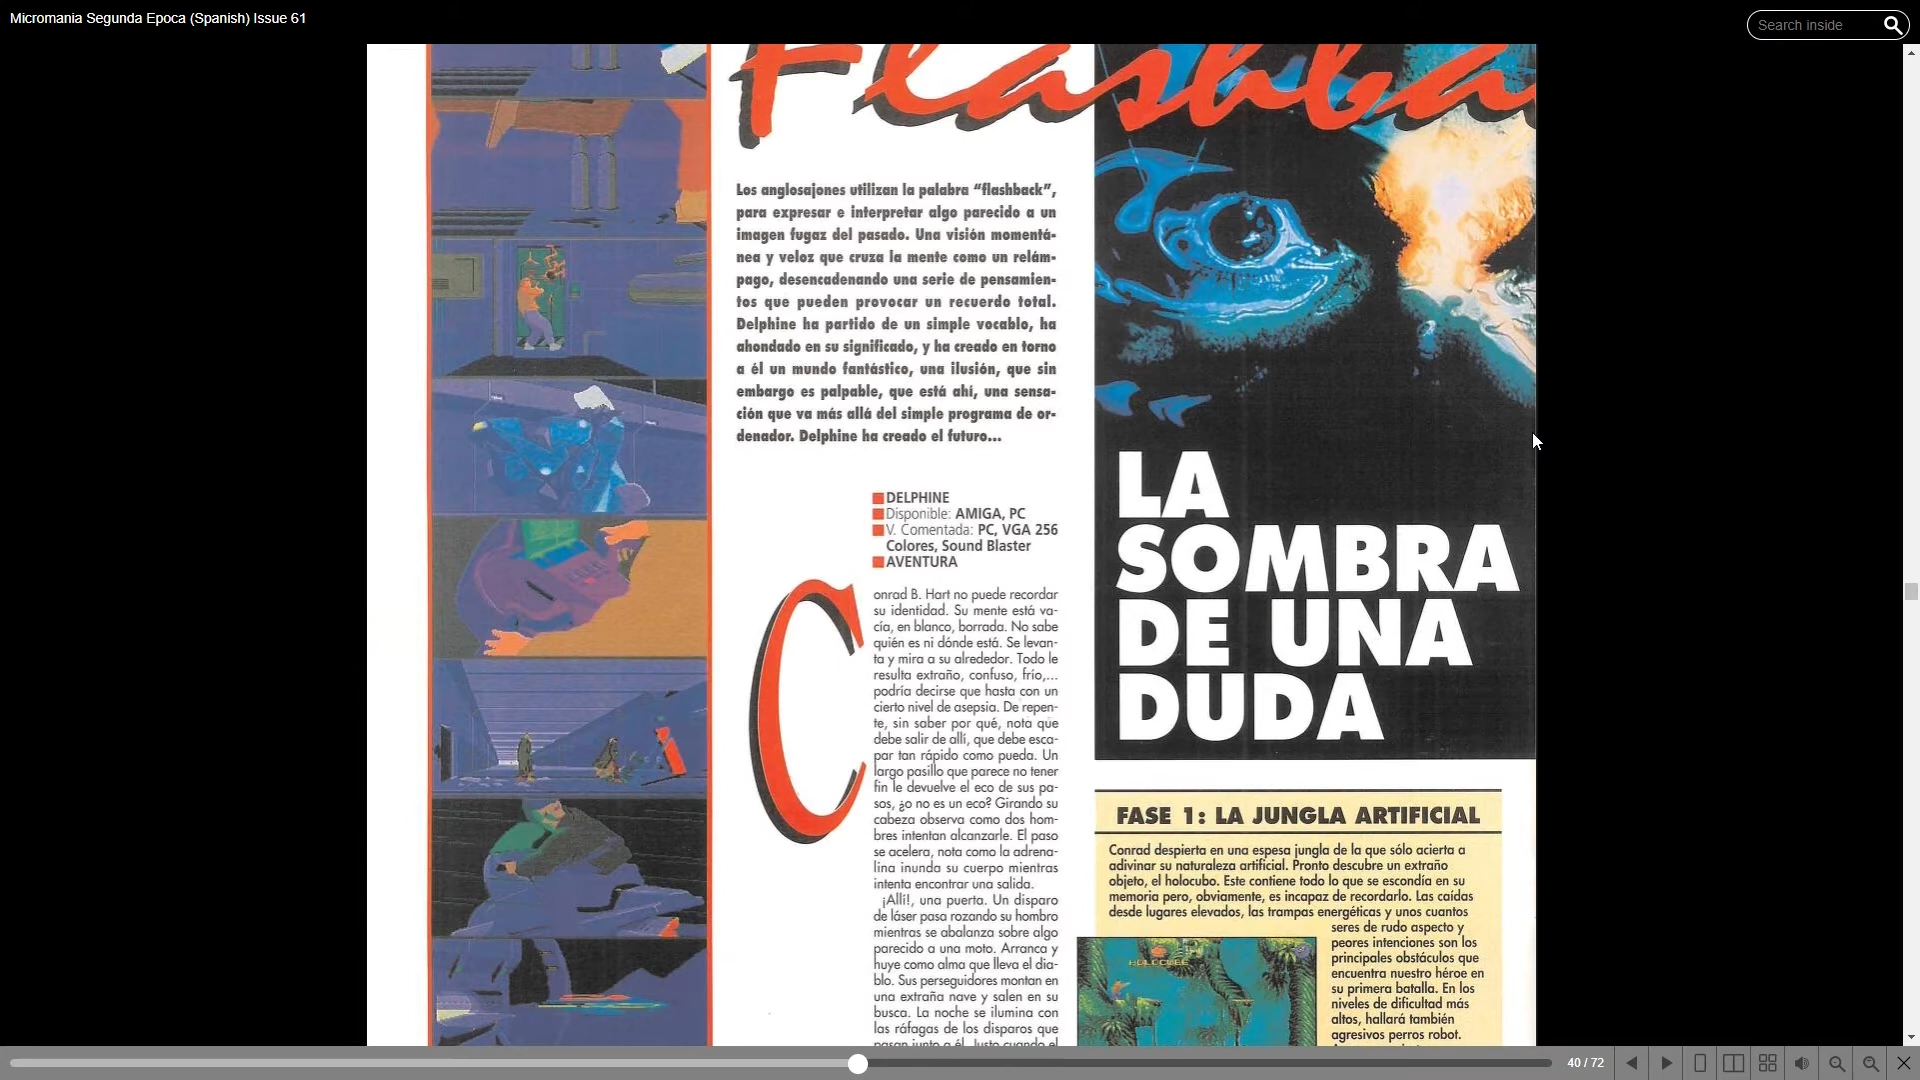 Micromania Segunda Epoca (Spanish) Issue 61
Search inside
Flashba
Los anglosajones utilizan la palabra “flashback”,
para expresar e interpretar algo parecido a un
imagen fugaz del pasado. Una visión momentá-
nea y veloz que cruza la mente como un relám-
pago, desencadenando una serie de pensamien-
tos que pueden provocar un recuerdo total.
Delphine ha partido de un simple vocablo, ha
ahondado en su significado, y ha creado en torno
a él un mundo fantástico, una ilusión, que sin
embargo es palpable, que está ahí, una sensa-
ción que va más allá del simple programa de or-
denador. Delphine ha creado el futuro...
DELPHINE
Disponible: AMIGA, PC
V. Comentada: PC, VGA 256
Colores, Sound Blaster
AVENTURA
Conrad B. Hart no puede recordar
su identidad. Su mente está va-
cía, en blanco, borrada. No sabe
quién es ni dónde está. Se levan-
ta y mira a su alrededor. Todo le
resulta extraño, confuso, frío,...
podría decirse que hasta con un
cierto nivel de asepsia. De repen-
te, sin saber por qué, nota que
debe salir de allí, que debe esca-
par tan rápido como pueda. Un
largo pasillo que parece no tener
fin le devuelve el eco de sus pa-
sos, ¿o no es un eco? Girando su
cabeza observa como dos hom-
bres intentan alcanzarle. El paso
se acelera, nota como la adrena-
lina inunda su cuerpo mientras
intenta encontrar una salida.
¡Allí!, una puerta. Un disparo
de láser pasa rozando su hombro
mientras se abalanza sobre algo
parecido a una moto. Arranca y
huye como alma que lleva el dia-
blo. Sus perseguidores montan en
una extraña nave y salen en su
busca. La noche se ilumina con
las ráfagas de los disparos que
pasan junto a él. Justo cuando el
LA
SOMBRA
DE UNA
DUDA
FASE 1: LA JUNGLA ARTIFICIAL
Conrad despierta en una espesa jungla de la que sólo acierta a
adivinar su naturaleza artificial. Pronto descubre un extraño
objeto, el holocubo. Este contiene todo lo que se escondía en su
memoria pero, obviamente, es incapaz de recordarlo. Las caídas
desde lugares elevados, las trampas energéticas y unos cuantos
seres de rudo aspecto y
peores intenciones son los
principales obstáculos que
encuentra nuestro héroe en
su primera batalla. En los
niveles de dificultad más
altos, hallará también
agresivos perros robot.
HOLOCUBE
40 / 72